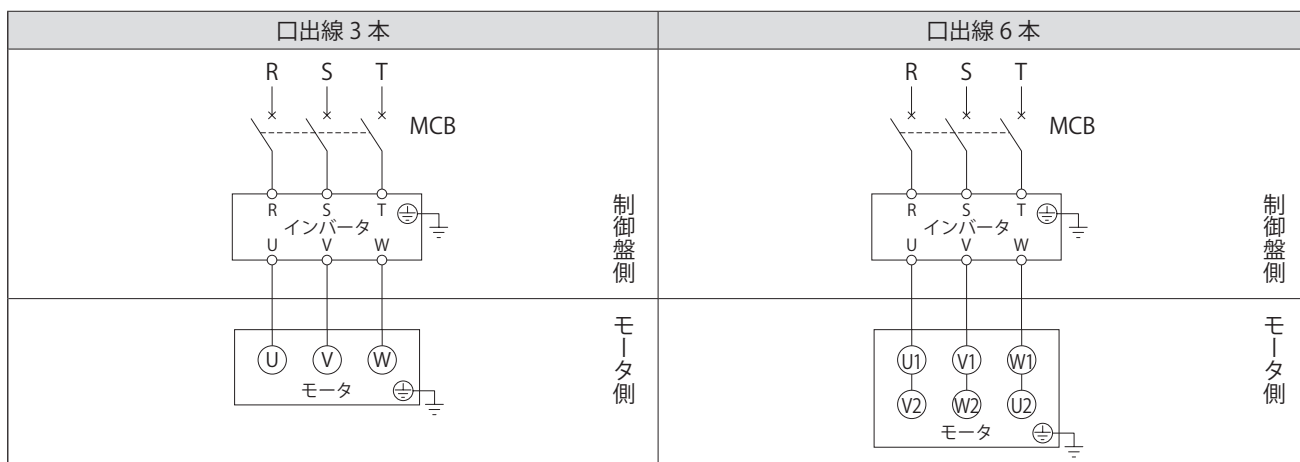 口出線 3 本
R S T
MCB
R S T
インバータ
U V W
制御盤側
U V W
モータ
モータ側
口出線 6 本
R S T
MCB
R S T
インバータ
U V W
制御盤側
U1 V1 W1
V2 W2 U2
モータ
モータ側